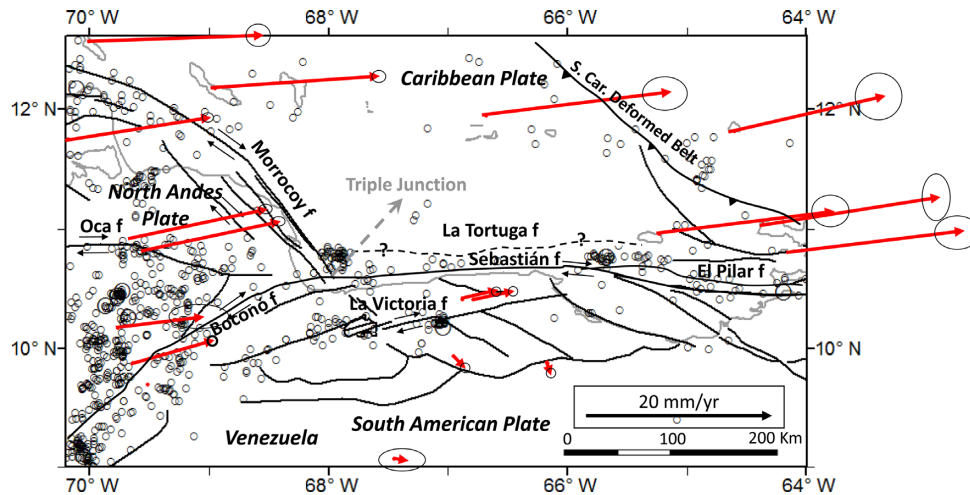 70° W 68° W 66° W 64° W
Caribbean Plate
S. Car. Deformed Belt
12° N 12° N
Morrocoy f
North Andes
Plate
Triple Junction
Oca f
? La Tortuga f ?
Sebastián f
El Pilar f
La Victoria f
Boconó f
10° N 10° N
20 mm/yr
South American Plate
Venezuela
0 100 200 Km
70° W 68° W 66° W 64° W